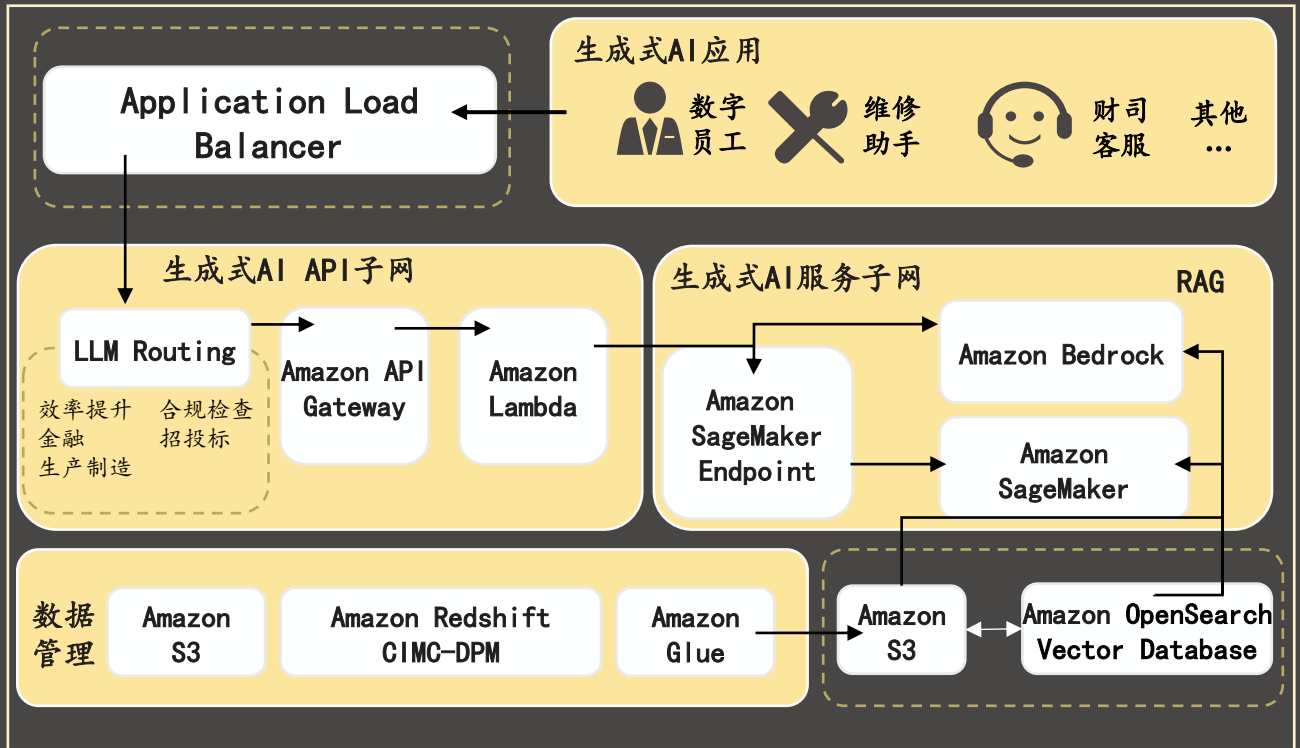 Application Load
Balancer
生成式AI应用
数字
员工
维修
助手
财司
客服
其他
…
生成式AI API子网
LLM Routing
效率提升
金融
生产制造
合规检查
招投标
Amazon API
Gateway
Amazon
Lambda
生成式AI服务子网
RAG
Amazon
SageMaker
Endpoint
Amazon Bedrock
Amazon
SageMaker
数据
管理
Amazon
S3
Amazon Redshift
CIMC-DPM
Amazon
Glue
Amazon
S3
Amazon OpenSearch
Vector Database